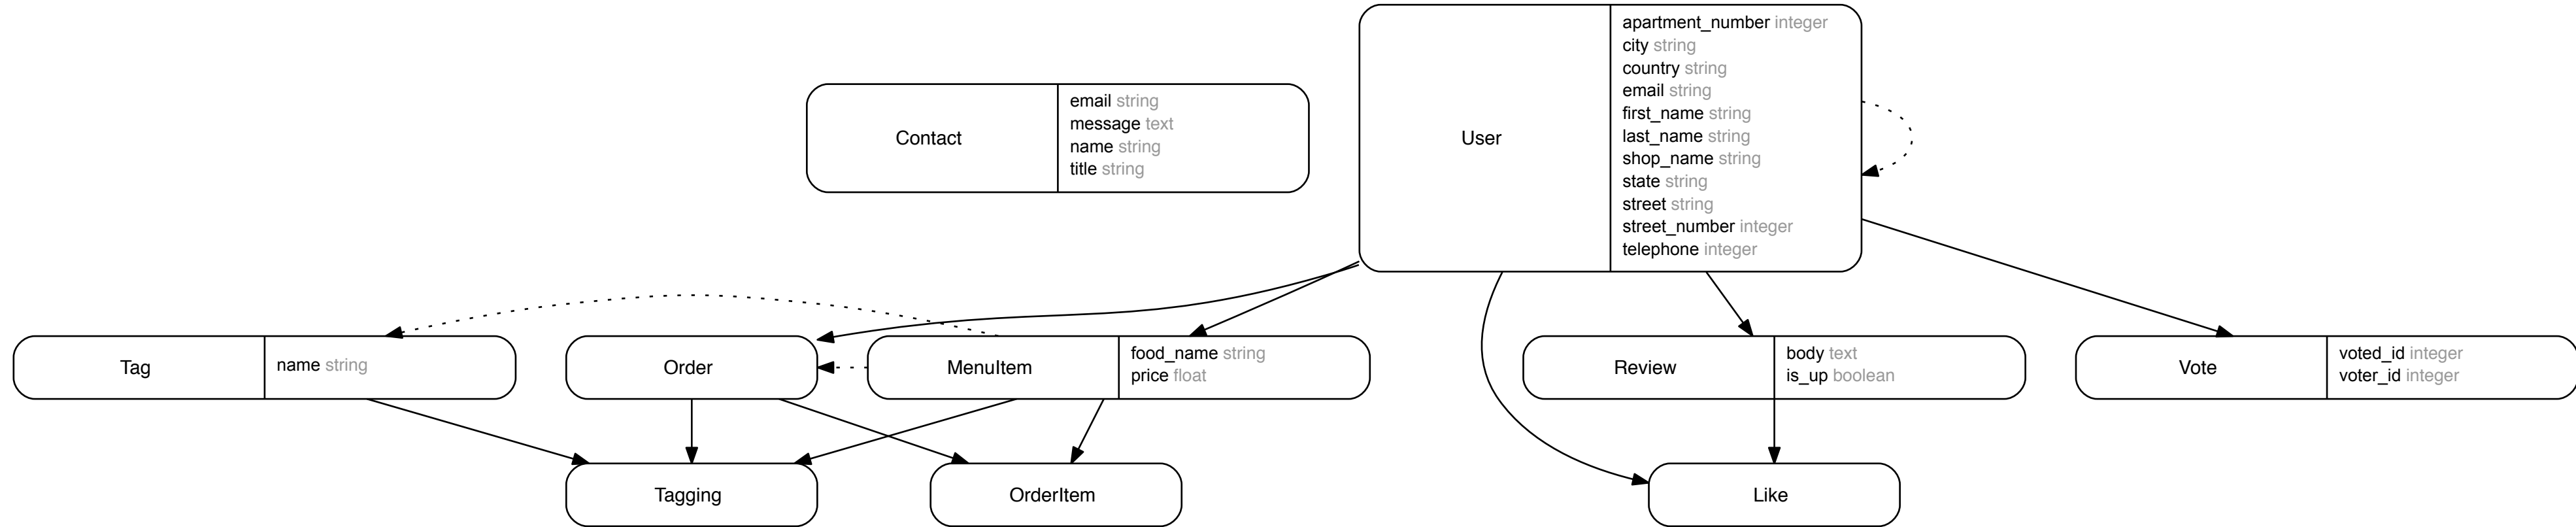 Contact
email string
message text
name string
title string
User
apartment_number integer
city string
country string
email string
first_name string
last_name string
shop_name string
state string
street string
street_number integer
telephone integer
Tag
name string
Order
MenuItem
food_name string
price float
Review
body text
is_up boolean
Vote
voted_id integer
voter_id integer
Tagging
OrderItem
Like